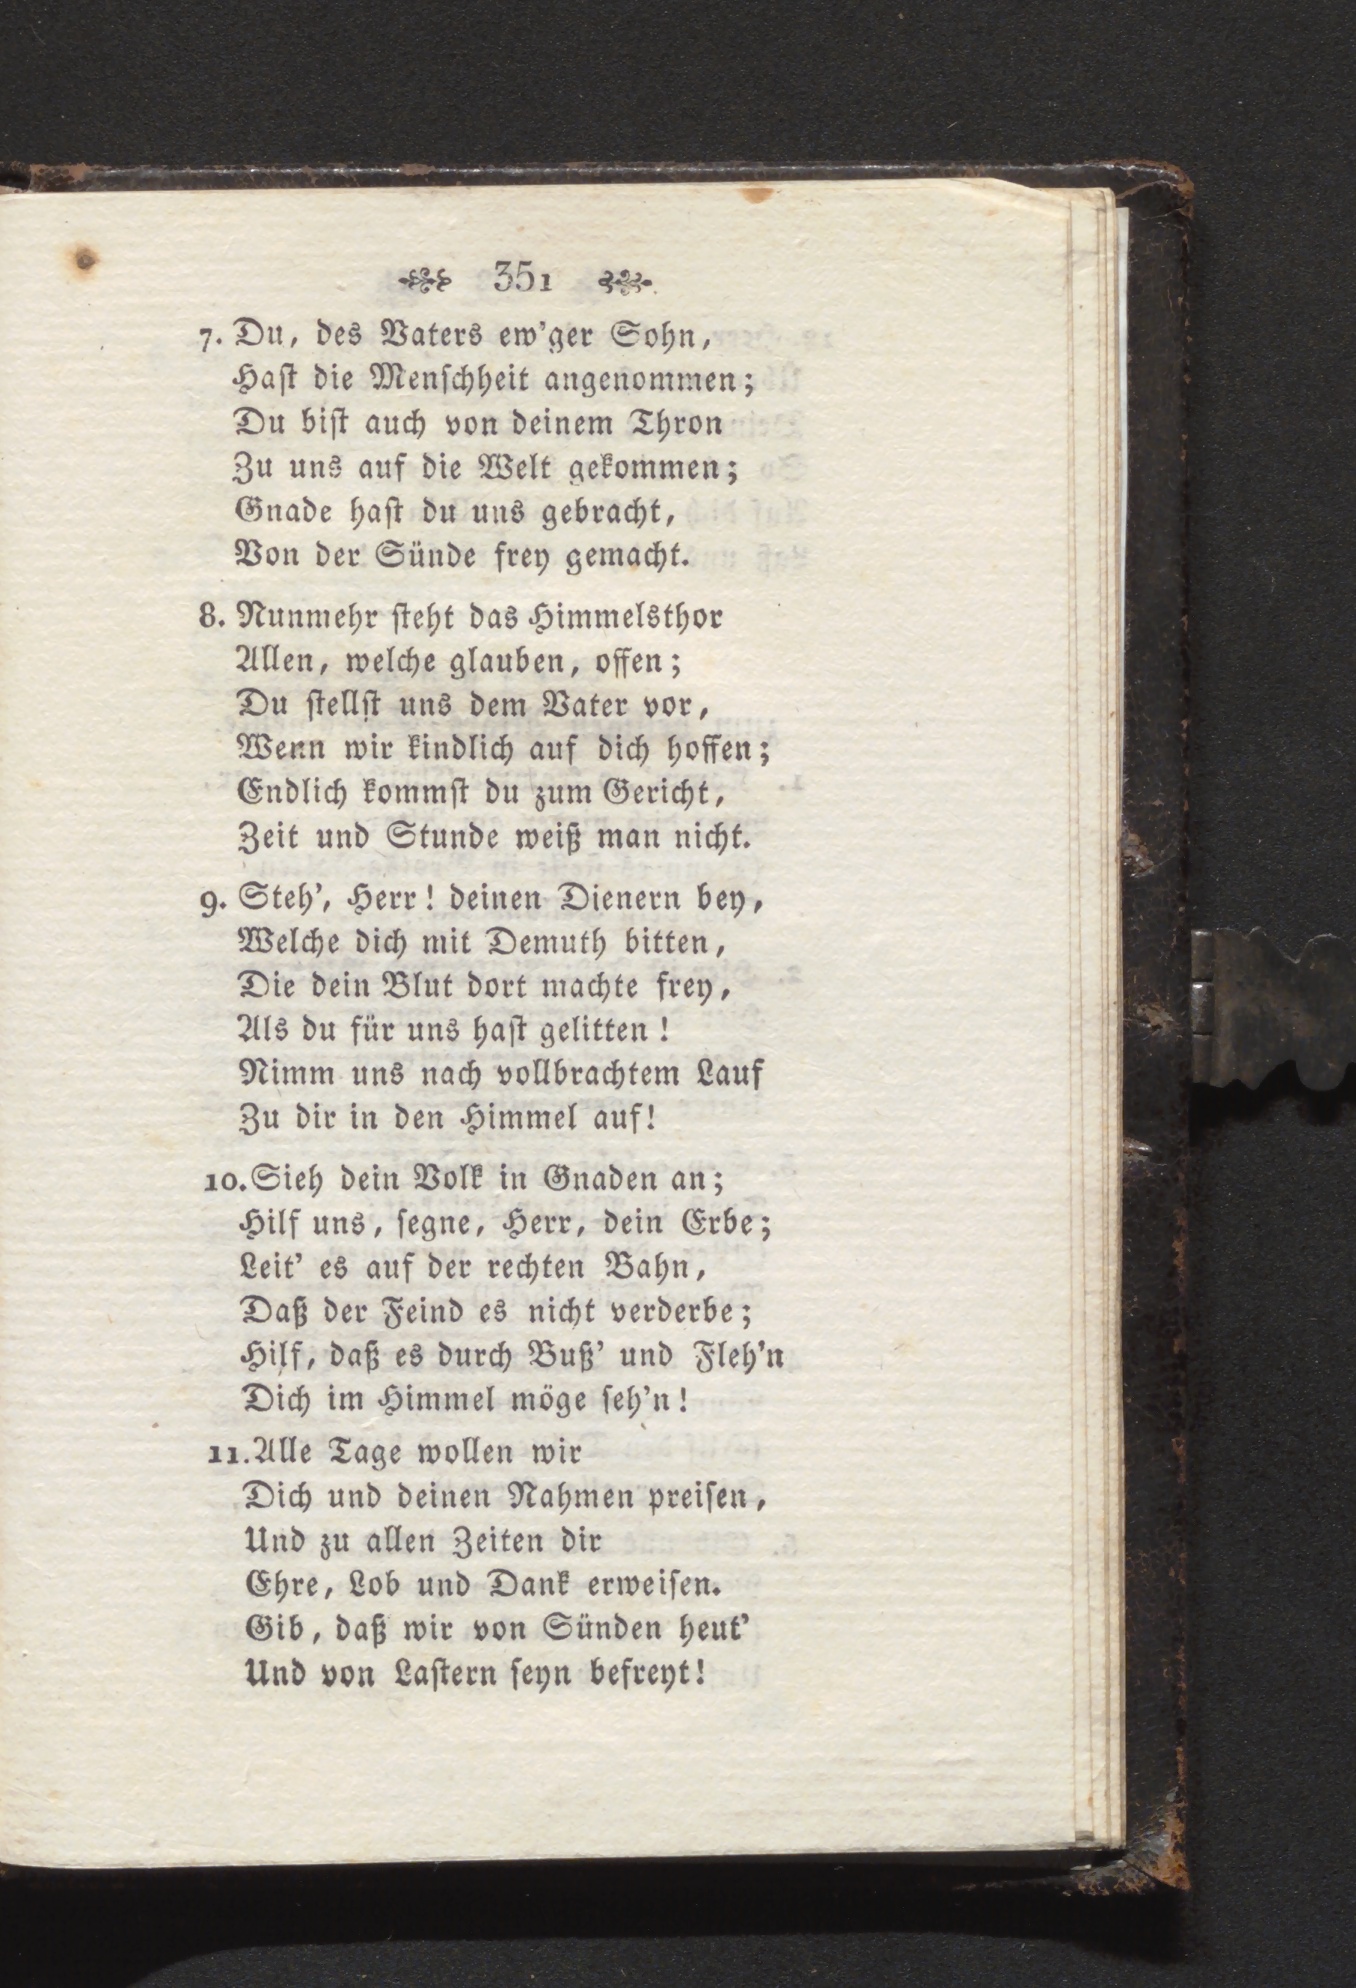 351
7. Du, des Vaters ew'ger Sohn,
Haſt die Menſchheit angenommen;
Du biſt auch von deinem Thron
Zu uns auf die Welt gekommen;
Gnade haſt du uns gebracht,
Von der Sünde frey gemacht.
8. Nunmehr ſteht das Himmelsthor
Allen, welche glauben, offen;
Du ſtellſt uns dem Vater vor,
Wenn wir kindlich auf dich hoffen;
Endlich kommſt du zum Gericht,
Zeit und Stunde weiß man nicht.
9. Steh', Herr! deinen Dienern bey,
Welche dich mit Demuth bitten,
Die dein Blut dort machte frey,
Als du für uns haſt gelitten!
Nimm uns nach vollbrachtem Lauf
Zu dir in den Himmel auf!
10. Sieh dein Volk in Gnaden an;
Hilf uns, ſegne, Herr, dein Erbe;
Leit' es auf der rechten Bahn,
Daß der Feind es nicht verderbe;
Hilf, daß es durch Buß' und Fleh'n
Dich im Himmel möge ſeh'n!
11. Alle Tage wollen wir
Dich und deinen Nahmen preiſen,
Und zu allen Zeiten dir
Ehre, Lob und Dank erweiſen.
Gib, daß wir von Sünden heut'
Und von Laſtern ſeyn befreyt!